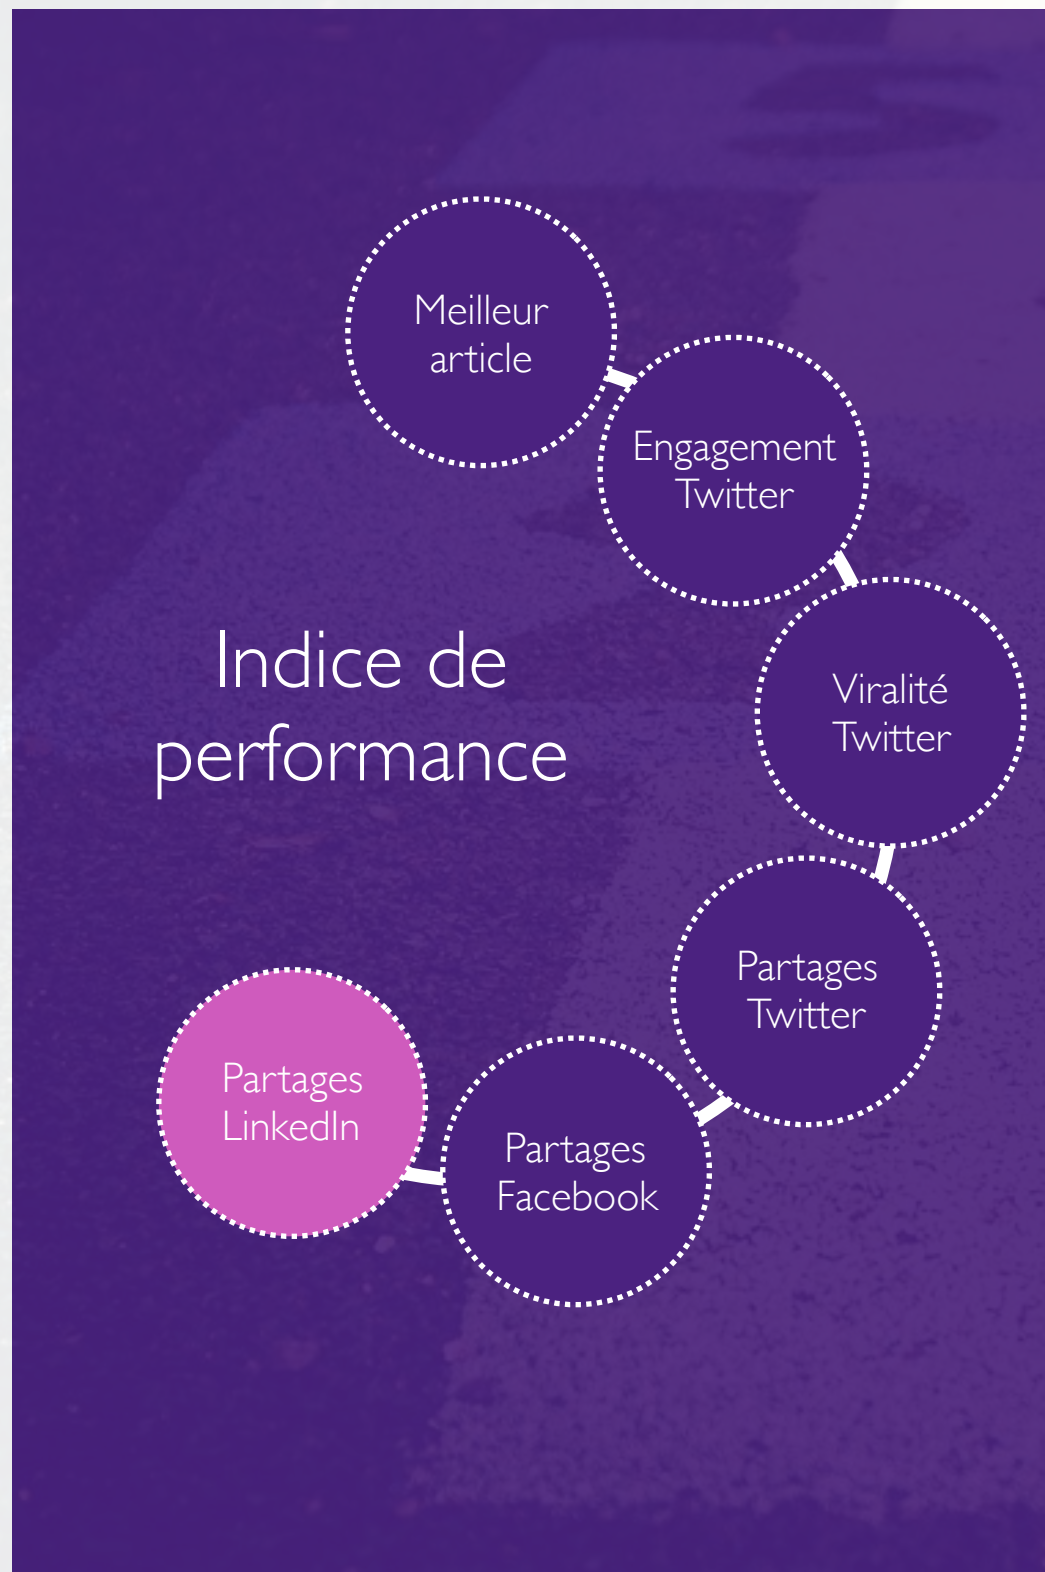 Meilleur
article
Engagement
Twitter
Viralité
Twitter
Indice de
performance
Partages
Twitter
Partages
LinkedIn
Partages
Facebook